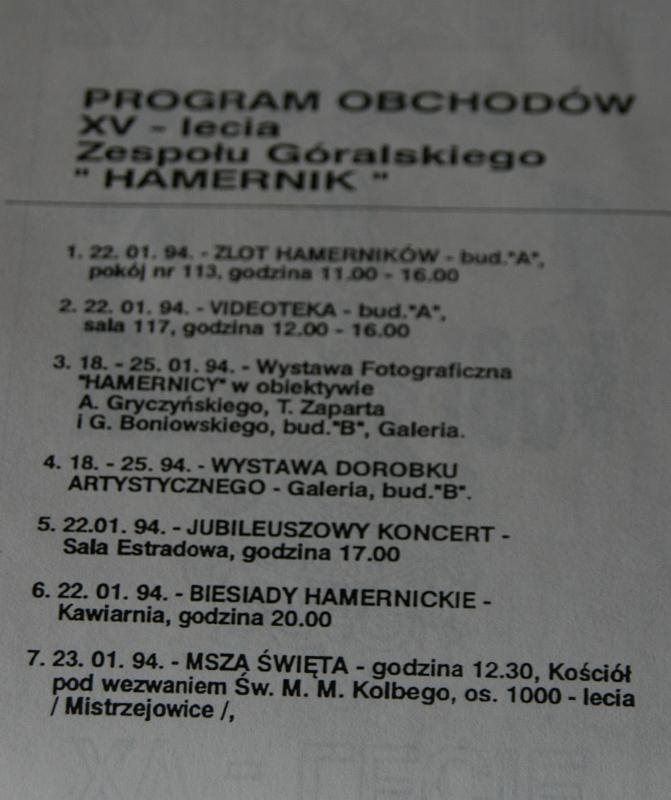 PROGRAM OBCHODÓW
XV - lecia
Zespołu Góralskiego
" HAMERNIK "
1. 22. 01. 94. - ZLOT HAMERNIKÓW - bud."A",
pokój nr 113, godzina 11.00 - 16.00
2. 22. 01. 94. - VIDEOTEKA - bud."A",
sala 117, godzina 12.00 - 16.00
3. 18. - 25. 01. 94. - Wystawa Fotograficzna
"HAMERNICY" w obiektywie
A. Gryczyńskiego, T. Zaparta
i G. Boniowskiego, bud."B", Galeria.
4. 18. - 25. 94. - WYSTAWA DOROBKU
ARTYSTYCZNEGO - Galeria, bud."B".
5. 22.01. 94. - JUBILEUSZOWY KONCERT -
Sala Estradowa, godzina 17.00
6. 22. 01. 94. - BIESIADY HAMERNICKIE -
Kawiarnia, godzina 20.00
7. 23. 01. 94. - MSZA ŚWIĘTA - godzina 12.30, Kościół
pod wezwaniem Św. M. M. Kolbego, os. 1000 - lecia
/ Mistrzejowice /,